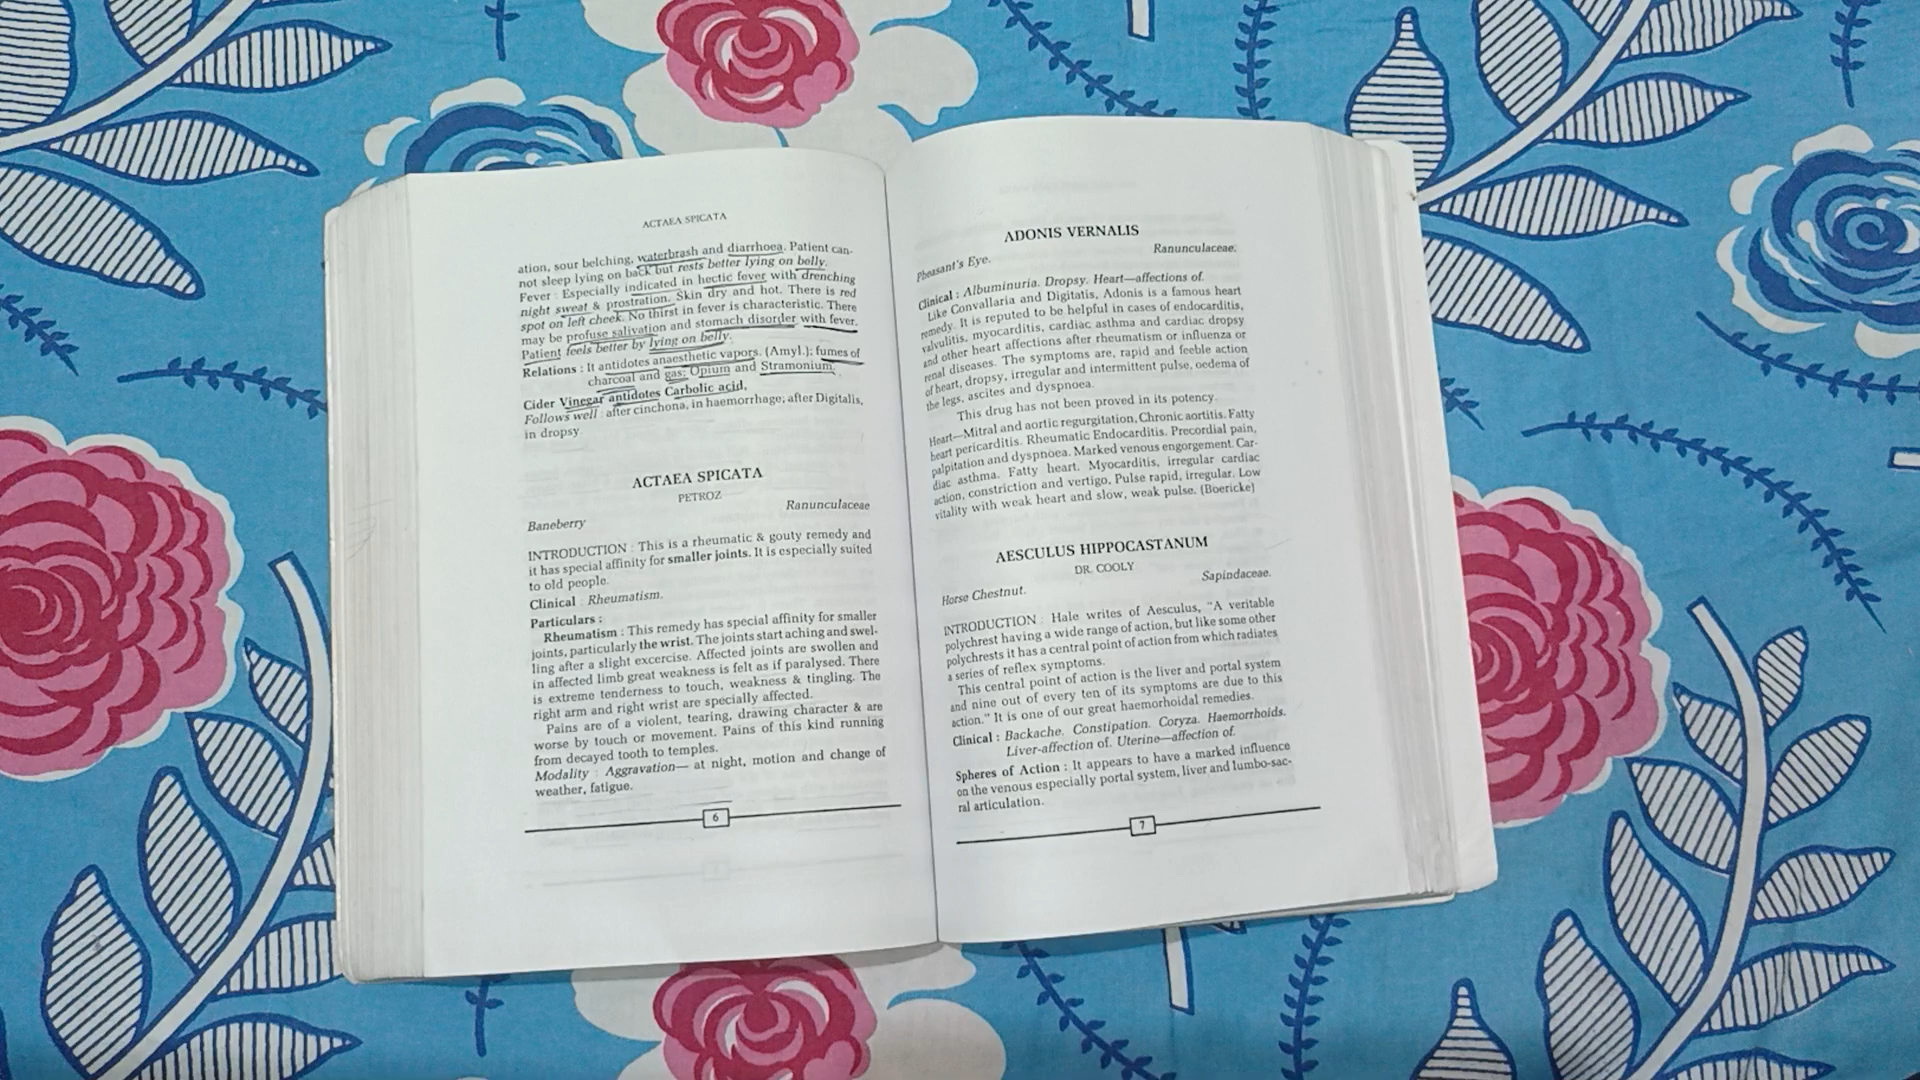 ACTAEA SPICATA
ation, sour belching, waterbrash and diarrhoea. Patient can-
not sleep lying on back but rests better lying on belly.
Fever : Especially indicated in hectic fever with drenching
night sweat & prostration. Skin dry and hot. There is red
spot on left cheek. No thirst in fever is characteristic. There
may be profuse salivation and stomach disorder with fever.
Patient feels better by lying on belly.
Relations : It antidotes anaesthetic vapors. (Amyl.); fumes of
charcoal and gas; Opium and Stramonium.
Cider Vinegar antidotes Carbolic acid,
Follows well : after cinchona, in haemorrhage; after Digitalis,
in dropsy
ACTAEA SPICATA
PETROZ
Ranunculaceae
Baneberry
INTRODUCTION : This is a rheumatic & gouty remedy and
it has special affinity for smaller joints. It is especially suited
to old people.
Clinical : Rheumatism.
Particulars :
Rheumatism : This remedy has special affinity for smaller
joints, particularly the wrist. The joints start aching and swel-
ling after a slight excercise. Affected joints are swollen and
in affected limb great weakness is felt as if paralysed. There
is extreme tenderness to touch, weakness & tingling. The
right arm and right wrist are specially affected.
Pains are of a violent, tearing, drawing character & are
worse by touch or movement. Pains of this kind running
from decayed tooth to temples.
Modality : Aggravation— at night, motion and change of
weather, fatigue.
6
ADONIS VERNALIS
Ranunculaceae.
Pheasant's Eye.
Clinical : Albuminuria. Dropsy. Heart—affections of.
Like Convallaria and Digitatis, Adonis is a famous heart
remedy. It is reputed to be helpful in cases of endocarditis,
valvulitis, myocarditis, cardiac asthma and cardiac dropsy
and other heart affections after rheumatism or influenza or
renal diseases. The symptoms are, rapid and feeble action
of heart, dropsy, irregular and intermittent pulse, oedema of
the legs, ascites and dyspnoea.
This drug has not been proved in its potency.
Heart—Mitral and aortic regurgitation, Chronic aortitis. Fatty
heart pericarditis. Rheumatic Endocarditis. Precordial pain,
palpitation and dyspnoea. Marked venous engorgement. Car-
diac asthma. Fatty heart. Myocarditis, irregular cardiac
action, constriction and vertigo, Pulse rapid, irregular. Low
vitality with weak heart and slow, weak pulse. (Boericke)
AESCULUS HIPPOCASTANUM
DR. COOLY
Sapindaceae.
Horse Chestnut.
INTRODUCTION : Hale writes of Aesculus, "A veritable
polychrest having a wide range of action, but like some other
polychrests it has a central point of action from which radiates
a series of reflex symptoms.
This central point of action is the liver and portal system
and nine out of every ten of its symptoms are due to this
action." It is one of our great haemorhoidal remedies.
Clinical : Backache. Constipation. Coryza. Haemorrhoids.
Liver-affection of. Uterine—affection of.
Spheres of Action : It appears to have a marked influence
on the venous especially portal system, liver and lumbo-sac-
ral articulation.
7